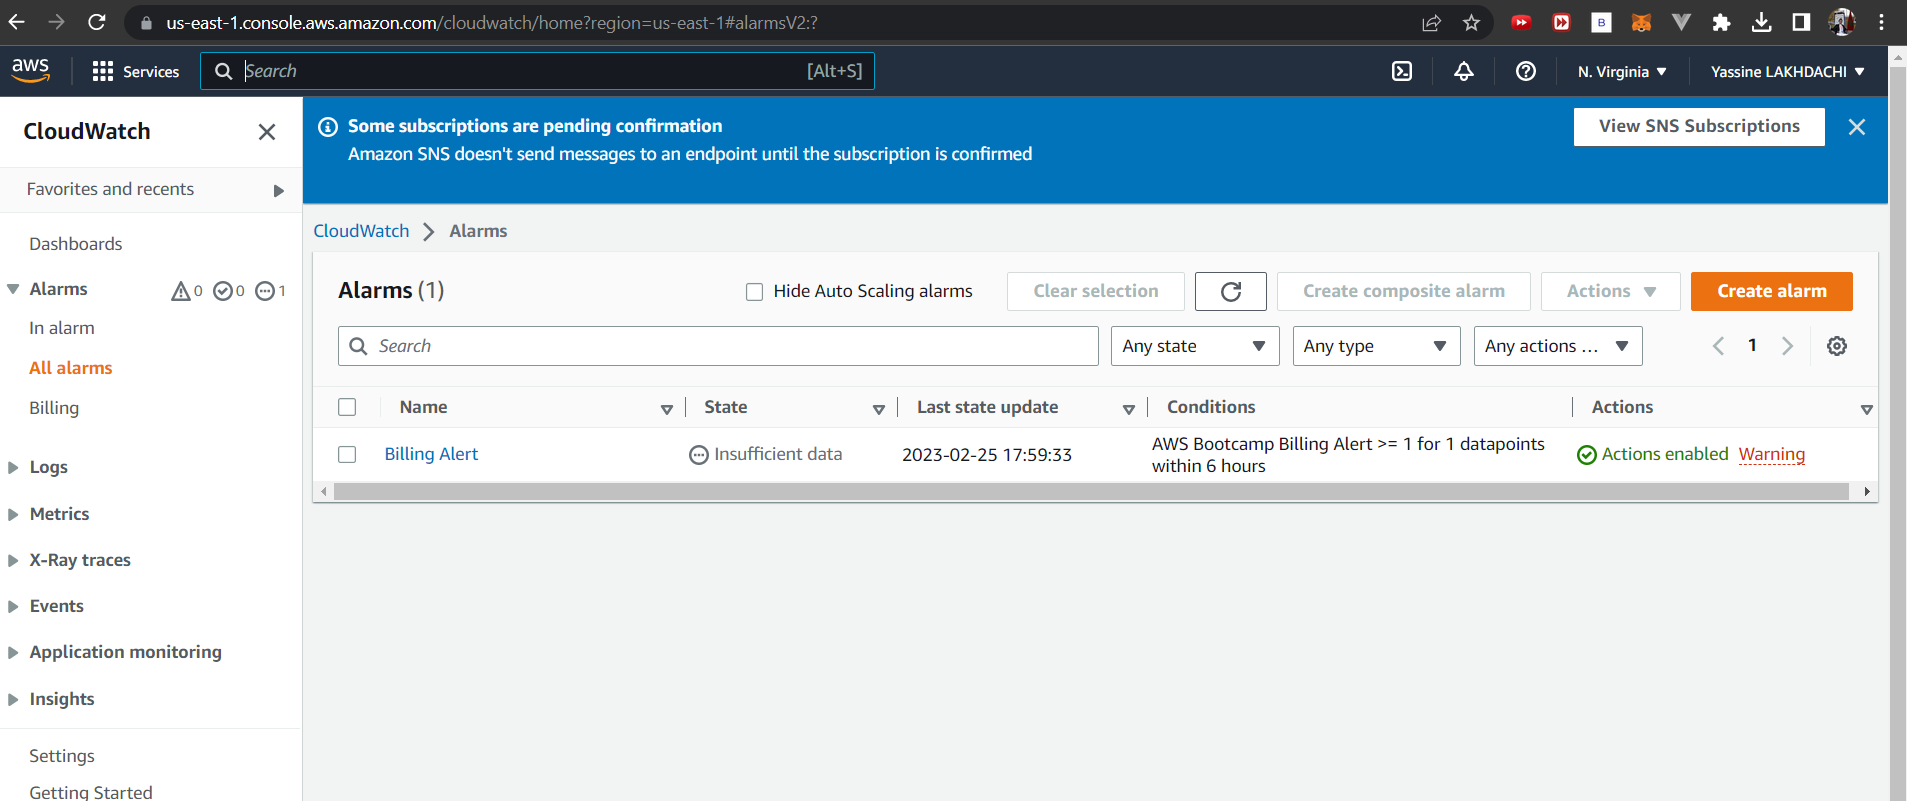 us-east-1.console.aws.amazon.com/cloudwatch/home?region=us-east-1#alarmsV2:?
aws
Services
Search
[Alt+S]
N. Virginia
Yassine LAKHDACHI
CloudWatch
Favorites and recents
Dashboards
Alarms
0
0
1
In alarm
All alarms
Billing
Logs
Metrics
X-Ray traces
Events
Application monitoring
Insights
Settings
Getting Started
Some subscriptions are pending confirmation
Amazon SNS doesn't send messages to an endpoint until the subscription is confirmed
View SNS Subscriptions
CloudWatch
Alarms
Alarms (1)
Hide Auto Scaling alarms
Clear selection
Create composite alarm
Actions
Create alarm
Search
Any state
Any type
Any actions ...
1
Name
State
Last state update
Conditions
Actions
Billing Alert
Insufficient data
2023-02-25 17:59:33
AWS Bootcamp Billing Alert >= 1 for 1 datapoints
within 6 hours
Actions enabled
Warning